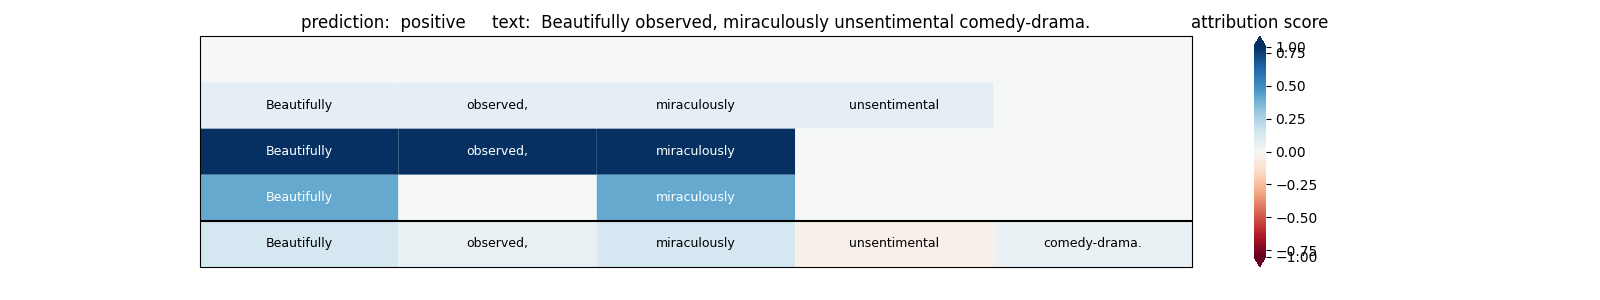 prediction:  positive     text:  Beautifully observed, miraculously unsentimental comedy-drama.
attribution score
Beautifully observed, miraculously unsentimental
Beautifully observed, miraculously
Beautifully miraculously
Beautifully observed, miraculously unsentimental comedy-drama.
1.00
0.75
0.50
0.25
0.00
−0.25
−0.50
−0.75
−1.00